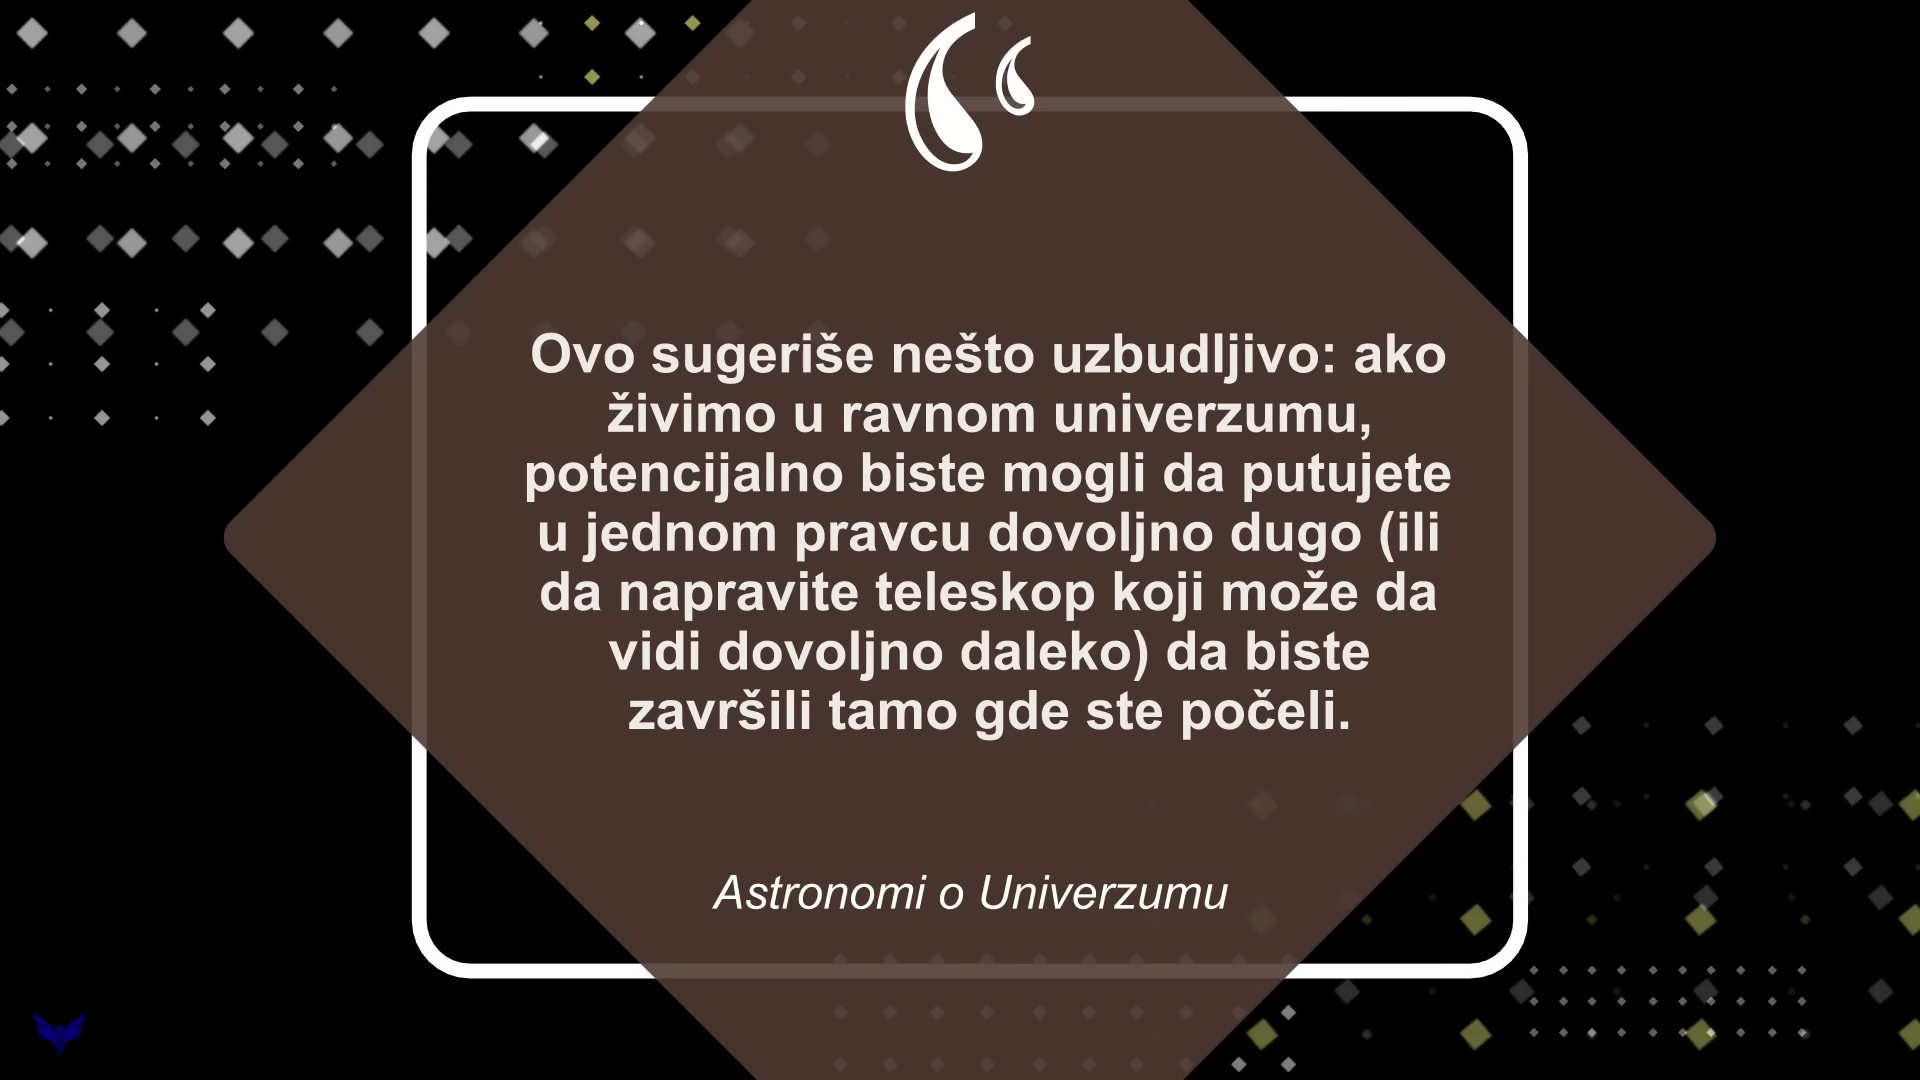 Ovo sugeriše nešto uzbudljivo: ako
živimo u ravnom univerzumu,
potencijalno biste mogli da putujete
u jednom pravcu dovoljno dugo (ili
da napravite teleskop koji može da
vidi dovoljno daleko) da biste
završili tamo gde ste počeli.
Astronomi o Univerzumu